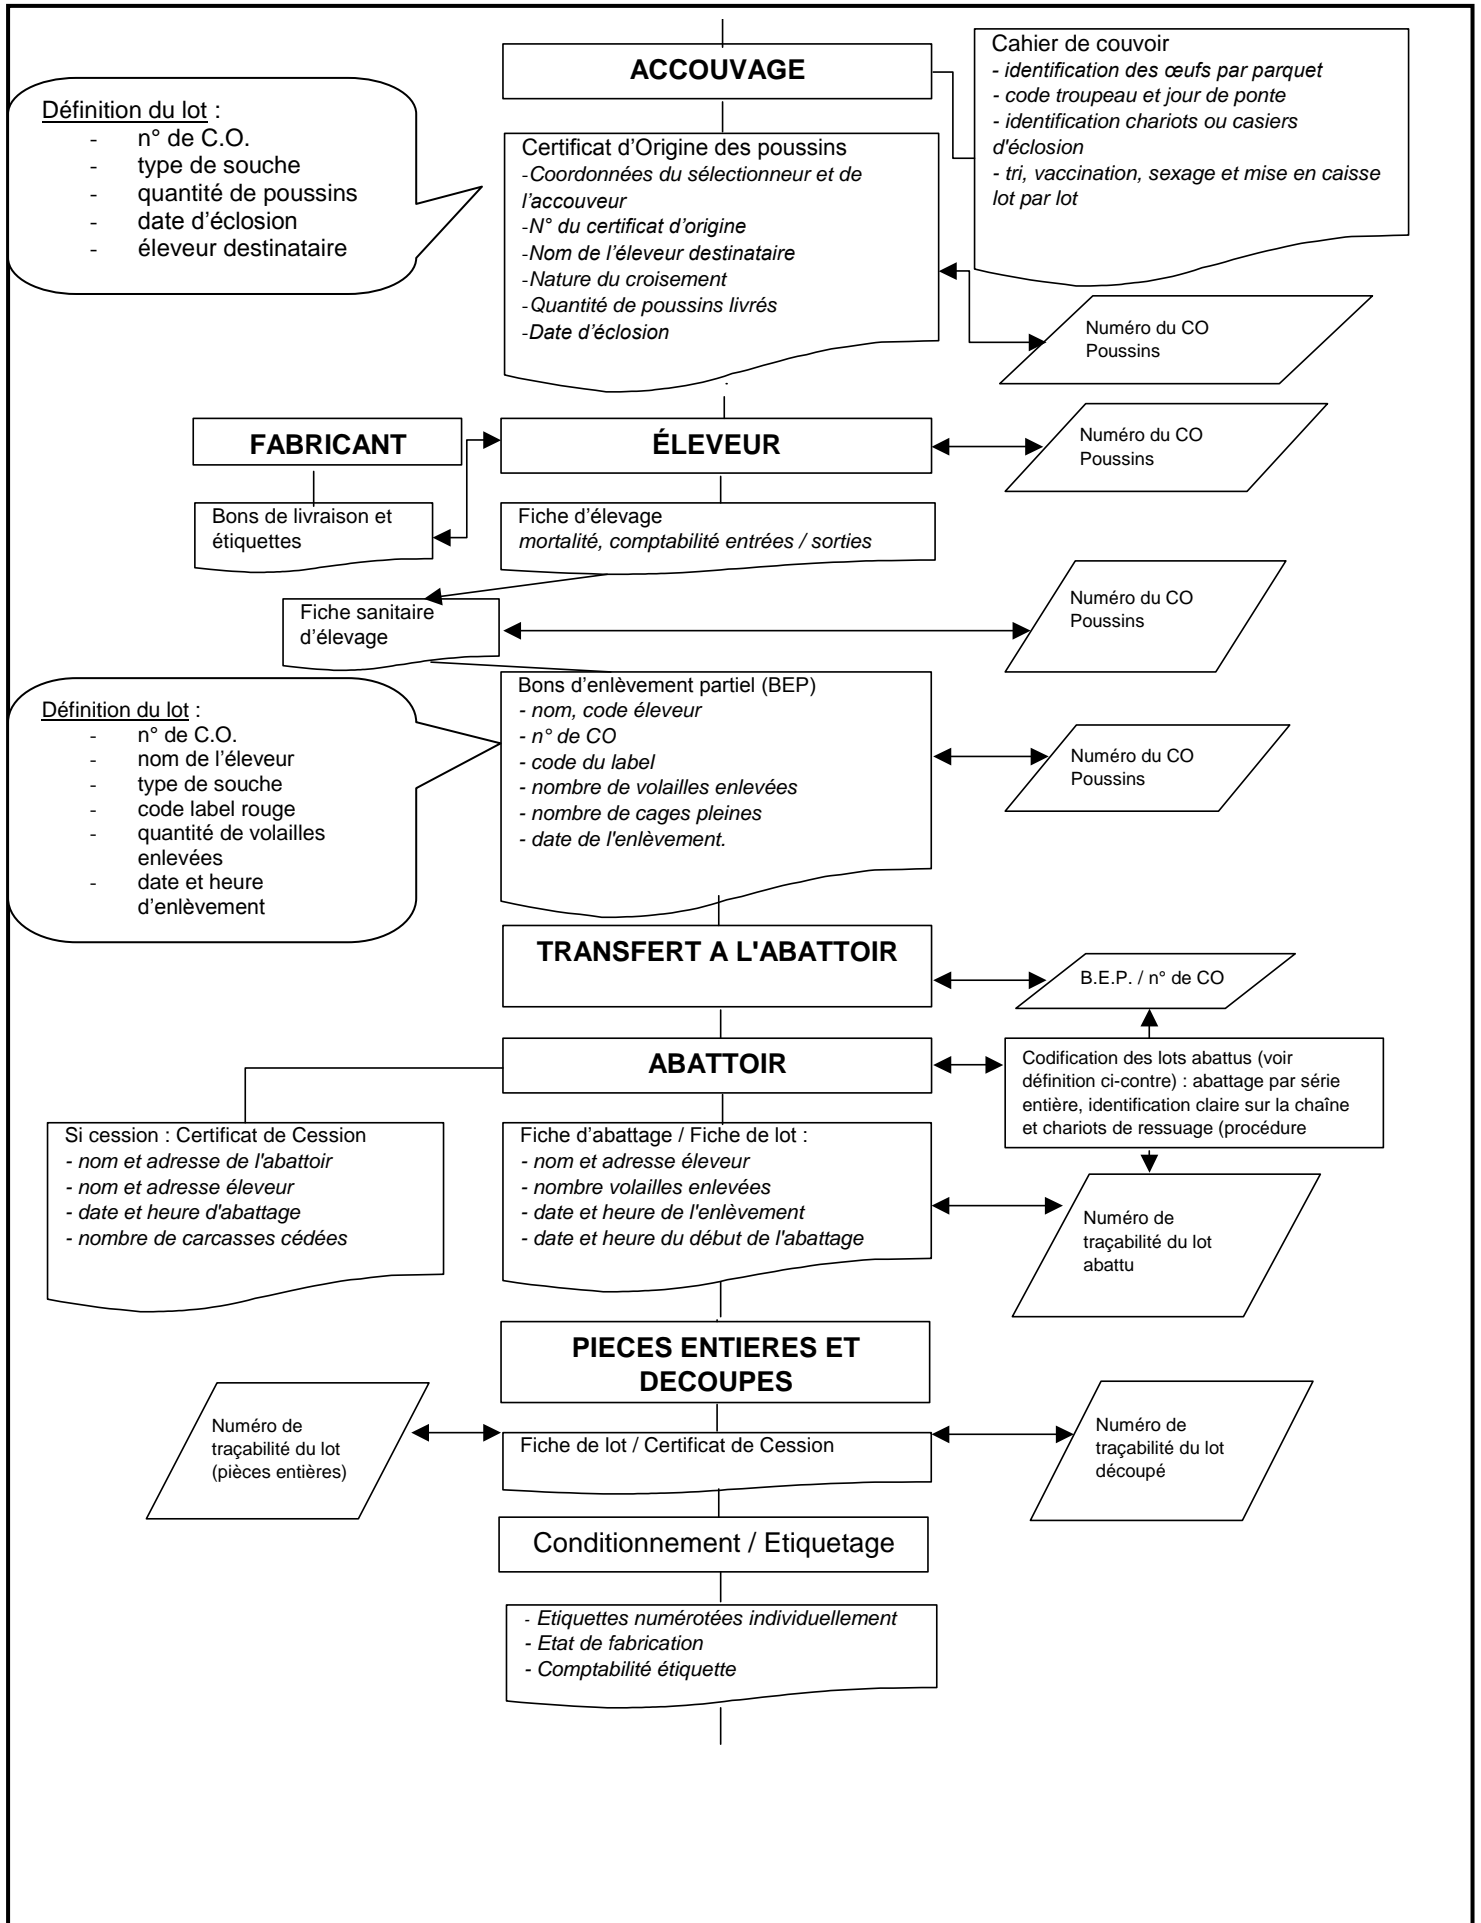 ACCOUVAGE
Cahier de couvoir
- identification des œufs par parquet
- code troupeau et jour de ponte
- identification chariots ou casiers
d'éclosion
- tri, vaccination, sexage et mise en caisse
lot par lot
Définition du lot :
- n° de C.O.
- type de souche
- quantité de poussins
- date d'éclosion
- éleveur destinataire
Certificat d'Origine des poussins
-Coordonnées du sélectionneur et de
l'accouveur
-N° du certificat d'origine
-Nom de l'éleveur destinataire
-Nature du croisement
-Quantité de poussins livrés
-Date d'éclosion
Numéro du CO
Poussins
FABRICANT
ÉLEVEUR
Numéro du CO
Poussins
Bons de livraison et
étiquettes
Fiche d'élevage
mortalité, comptabilité entrées / sorties
Fiche sanitaire
d'élevage
Numéro du CO
Poussins
Définition du lot :
- n° de C.O.
- nom de l'éleveur
- type de souche
- code label rouge
- quantité de volailles
enlevées
- date et heure
d'enlèvement
Bons d'enlèvement partiel (BEP)
- nom, code éleveur
- n° de CO
- code du label
- nombre de volailles enlevées
- nombre de cages pleines
- date de l'enlèvement.
Numéro du CO
Poussins
TRANSFERT A L'ABATTOIR
B.E.P. / n° de CO
ABATTOIR
Codification des lots abattus (voir
définition ci-contre) : abattage par série
entière, identification claire sur la chaîne
et chariots de ressuage (procédure
Si cession : Certificat de Cession
- nom et adresse de l'abattoir
- nom et adresse éleveur
- date et heure d'abattage
- nombre de carcasses cédées
Fiche d'abattage / Fiche de lot :
- nom et adresse éleveur
- nombre volailles enlevées
- date et heure de l'enlèvement
- date et heure du début de l'abattage
Numéro de
traçabilité du lot
abattu
PIECES ENTIERES ET
DECOUPES
Numéro de
traçabilité du lot
(pièces entières)
Fiche de lot / Certificat de Cession
Numéro de
traçabilité du lot
découpé
Conditionnement / Etiquetage
- Etiquettes numérotées individuellement
- Etat de fabrication
- Comptabilité étiquette